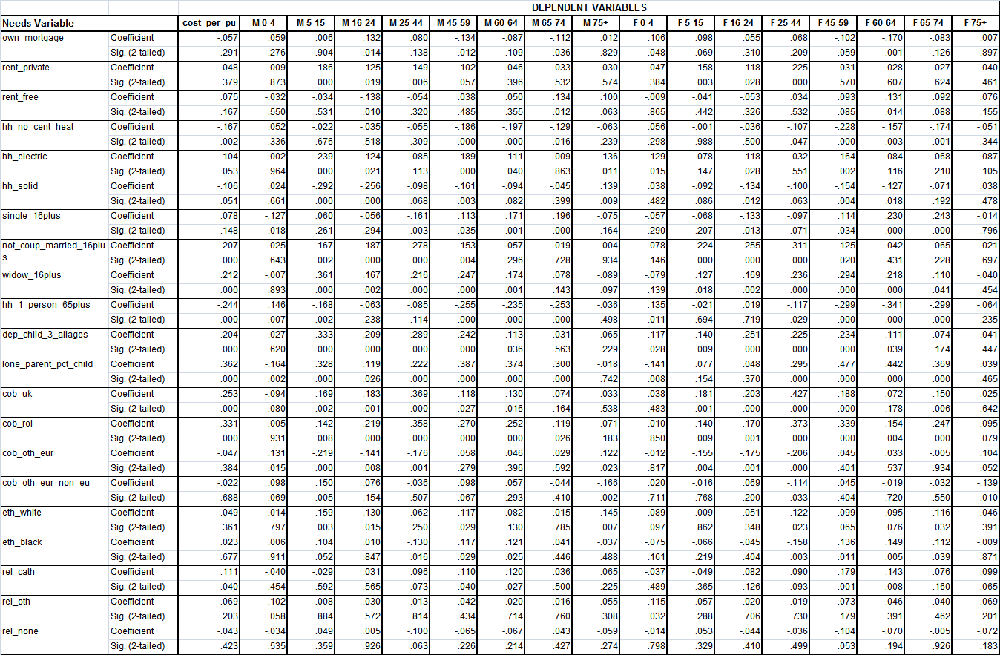 DEPENDENT VARIABLES
Needs Variable cost_per_pu M 0-4 M 5-15 M 16-24 M 25-44 M 45-59 M 60-64 M 65-74 M 75+ F 0-4 F 5-15 F 16-24 F 25-44 F 45-59 F 60-64 F 65-74 F 75+
own_mortgage Coefficient -.057 .059 .006 .132 .080 -.134 -.087 -.112 .012 .106 .098 .055 .068 -.102 -.170 -.083 .007
Sig. (2-tailed) .291 .276 .904 .014 .138 .012 .109 .036 .829 .048 .069 .310 .209 .059 .001 .126 .897
rent_private Coefficient -.048 -.009 -.186 -.125 -.149 .102 .046 .033 -.030 -.047 -.158 -.118 -.225 -.031 .028 .027 -.040
Sig. (2-tailed) .379 .873 .000 .019 .006 .057 .396 .532 .574 .384 .003 .028 .000 .570 .607 .624 .461
rent_free Coefficient .075 -.032 -.034 -.138 -.054 .038 .050 .134 .100 -.009 -.041 -.053 .034 .093 .131 .092 .076
Sig. (2-tailed) .167 .550 .531 .010 .320 .485 .355 .012 .063 .865 .442 .326 .532 .085 .014 .088 .155
hh_no_cent_heat Coefficient -.167 .052 -.022 -.035 -.055 -.186 -.197 -.129 -.063 .056 -.001 -.036 -.107 -.228 -.157 -.174 -.051
Sig. (2-tailed) .002 .336 .676 .518 .309 .000 .000 .016 .239 .298 .988 .500 .047 .000 .003 .001 .344
hh_electric Coefficient .104 -.002 .239 .124 .085 .189 .111 .009 -.136 -.129 .078 .118 .032 .164 .084 .068 -.087
Sig. (2-tailed) .053 .964 .000 .021 .113 .000 .040 .863 .011 .015 .147 .028 .551 .002 .116 .210 .105
hh_solid Coefficient -.106 .024 -.292 -.256 -.098 -.161 -.094 -.045 .139 .038 -.092 -.134 -.100 -.154 -.127 -.071 .038
Sig. (2-tailed) .051 .661 .000 .000 .068 .003 .082 .399 .009 .482 .086 .012 .063 .004 .018 .192 .478
single_16plus Coefficient .078 -.127 .060 -.056 -.161 .113 .171 .196 -.075 -.057 -.068 -.133 -.097 .114 .230 .243 -.014
Sig. (2-tailed) .148 .018 .261 .294 .003 .035 .001 .000 .164 .290 .207 .013 .071 .034 .000 .000 .796
not_coup_married_16plu Coefficient -.207 -.025 -.167 -.187 -.278 -.153 -.057 -.019 .004 -.078 -.224 -.255 -.311 -.125 -.042 -.065 -.021
s Sig. (2-tailed) .000 .643 .002 .000 .000 .004 .296 .728 .934 .146 .000 .000 .000 .020 .431 .228 .697
widow_16plus Coefficient .212 -.007 .361 .167 .216 .247 .174 .078 -.089 -.079 .127 .169 .236 .294 .218 .110 -.040
Sig. (2-tailed) .000 .893 .000 .002 .000 .000 .001 .143 .097 .139 .018 .002 .000 .000 .000 .041 .454
hh_1_person_65plus Coefficient -.244 .146 -.168 -.063 -.085 -.255 -.235 -.253 -.036 .135 -.021 .019 -.117 -.299 -.341 -.299 -.064
Sig. (2-tailed) .000 .007 .002 .238 .114 .000 .000 .000 .498 .011 .694 .719 .029 .000 .000 .000 .235
dep_child_3_allages Coefficient -.204 .027 -.333 -.209 -.289 -.242 -.113 -.031 .065 .117 -.140 -.251 -.225 -.234 -.111 -.074 .041
Sig. (2-tailed) .000 .620 .000 .000 .000 .000 .036 .563 .229 .028 .009 .000 .000 .000 .039 .174 .447
lone_parent_pct_child Coefficient .362 -.164 .328 .119 .222 .387 .374 .300 -.018 -.141 .077 .048 .295 .477 .442 .369 .039
Sig. (2-tailed) .000 .002 .000 .026 .000 .000 .000 .000 .742 .008 .154 .370 .000 .000 .000 .000 .465
cob_uk Coefficient .253 -.094 .169 .183 .369 .118 .130 .074 .033 .038 .181 .203 .427 .188 .072 .150 .025
Sig. (2-tailed) .000 .080 .002 .001 .000 .027 .016 .164 .538 .483 .001 .000 .000 .000 .178 .006 .642
cob_roi Coefficient -.331 .005 -.142 -.219 -.358 -.270 -.252 -.119 -.071 -.010 -.140 -.170 -.373 -.339 -.154 -.247 -.095
Sig. (2-tailed) .000 .931 .008 .000 .000 .000 .000 .026 .183 .850 .009 .001 .000 .000 .004 .000 .079
cob_oth_eur Coefficient -.047 .131 -.219 -.141 -.176 .058 .046 .029 .122 -.012 -.155 -.175 -.206 .045 .033 -.005 .104
Sig. (2-tailed) .384 .015 .000 .008 .001 .279 .396 .592 .023 .817 .004 .001 .000 .401 .537 .934 .052
cob_oth_eur_non_eu Coefficient -.022 .098 .150 .076 -.036 .098 .057 -.044 -.166 .020 -.016 .069 -.114 .045 -.019 -.032 -.139
Sig. (2-tailed) .688 .069 .005 .154 .507 .067 .293 .410 .002 .711 .768 .200 .033 .404 .720 .550 .010
eth_white Coefficient -.049 -.014 -.159 -.130 .062 -.117 -.082 -.015 .145 .089 -.009 -.051 .122 -.099 -.095 -.116 .046
Sig. (2-tailed) .361 .797 .003 .015 .250 .029 .130 .785 .007 .097 .862 .348 .023 .065 .076 .032 .391
eth_black Coefficient .023 .006 .104 .010 -.130 .117 .121 .041 -.037 -.075 -.066 -.045 -.158 .136 .149 .112 -.009
Sig. (2-tailed) .677 .911 .052 .847 .016 .029 .025 .446 .488 .161 .219 .404 .003 .011 .005 .039 .871
rel_cath Coefficient .111 -.040 -.029 .031 .096 .110 .120 .036 .065 -.037 -.049 .082 .090 .179 .143 .076 .099
Sig. (2-tailed) .040 .454 .592 .565 .073 .040 .027 .500 .225 .489 .365 .126 .093 .001 .008 .160 .065
rel_oth Coefficient -.069 -.102 .008 .030 .013 -.042 .020 .016 -.055 -.115 -.057 -.020 -.019 -.073 -.046 -.040 -.069
Sig. (2-tailed) .203 .058 .884 .572 .814 .434 .714 .760 .308 .032 .288 .706 .730 .179 .391 .462 .201
rel_none Coefficient -.043 -.034 .049 .005 -.100 -.065 -.067 .043 -.059 -.014 .053 -.044 -.036 -.104 -.070 -.005 -.072
Sig. (2-tailed) .423 .535 .359 .926 .063 .226 .214 .427 .274 .798 .329 .410 .499 .053 .194 .926 .183